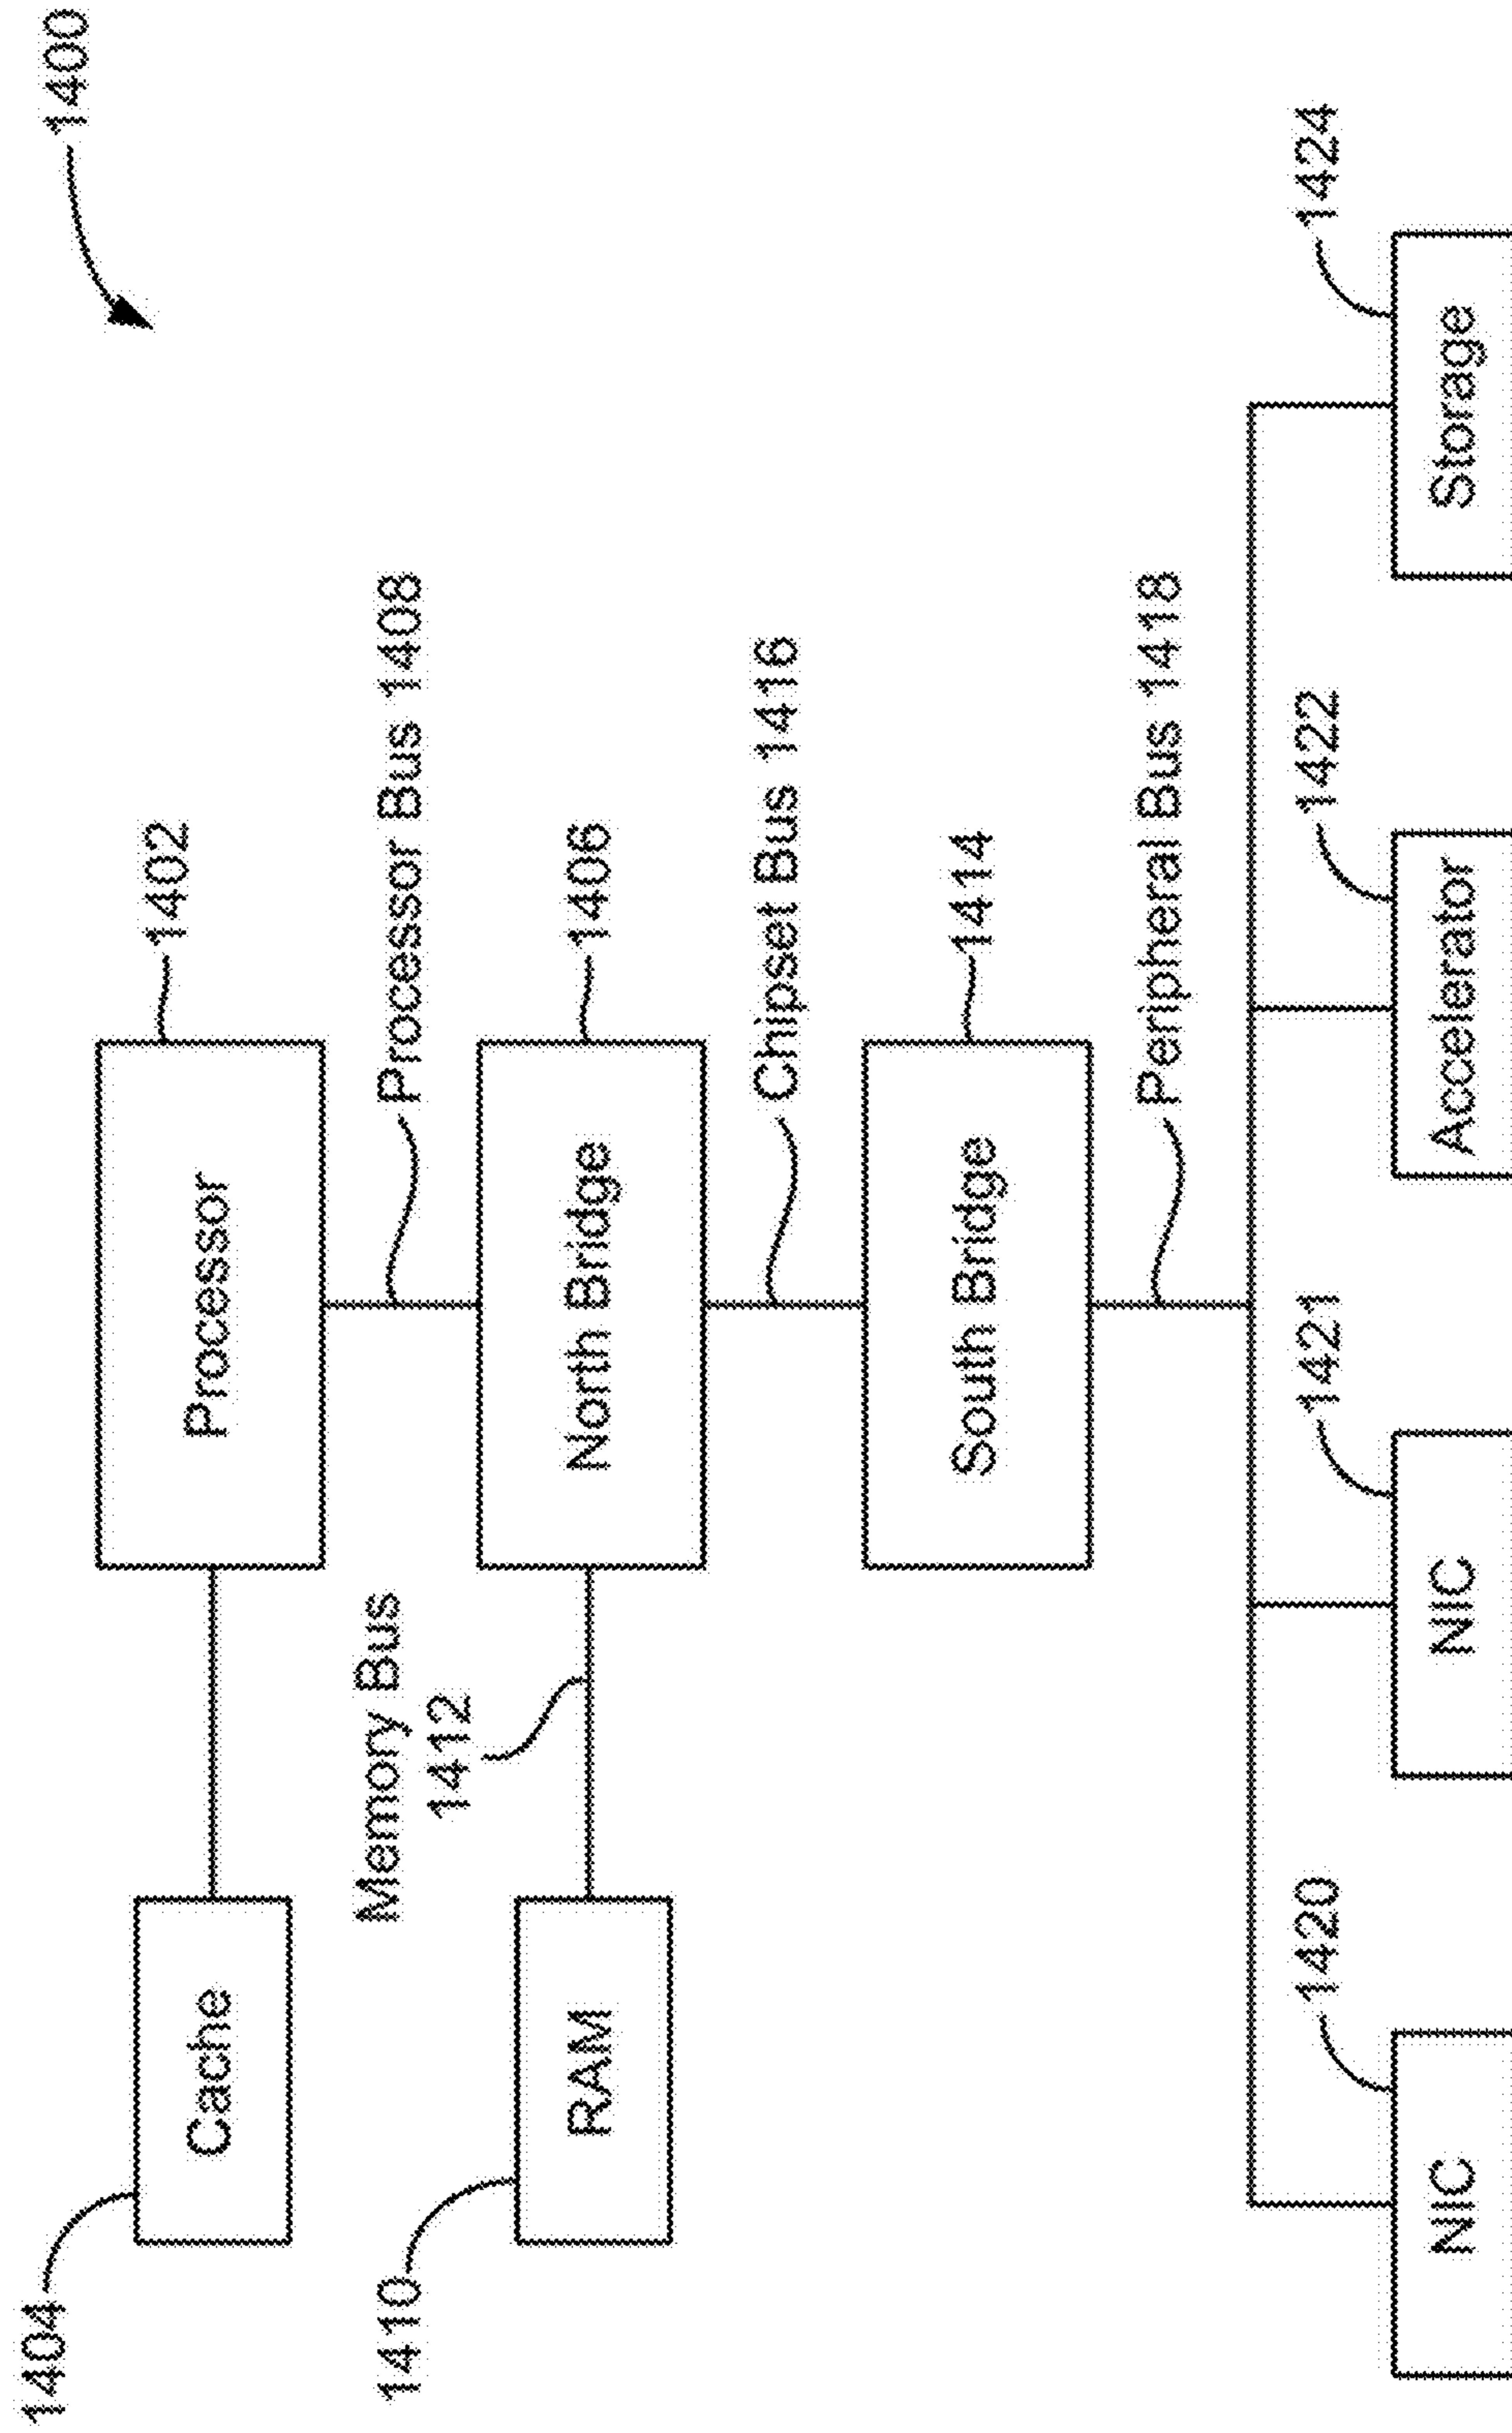 1400
1404
Cache
Processor
1402
Memory Bus
1412
Processor Bus 1408
1410
RAM
North Bridge
1406
Chipset Bus 1416
South Bridge
1414
Peripheral Bus 1418
1420
1421
1422
1424
NIC
NIC
Accelerator
Storage